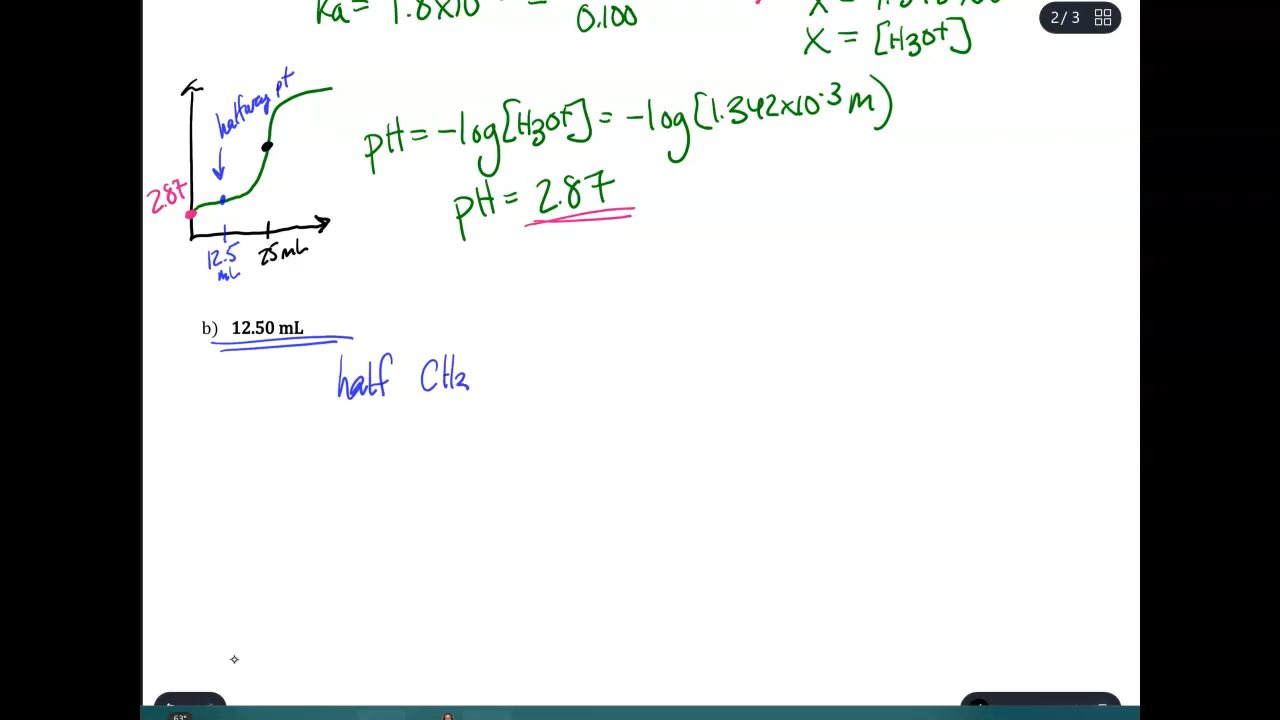 Ka = 1.8x10 =
0.100
X = [H3O+]
2 / 3
halfway pt
pH = -log[H3O+] = -log(1.342x10-3 M)
2.87
pH = 2.87
12.5 mL
25 mL
b) 12.50 mL
half CH3
63°